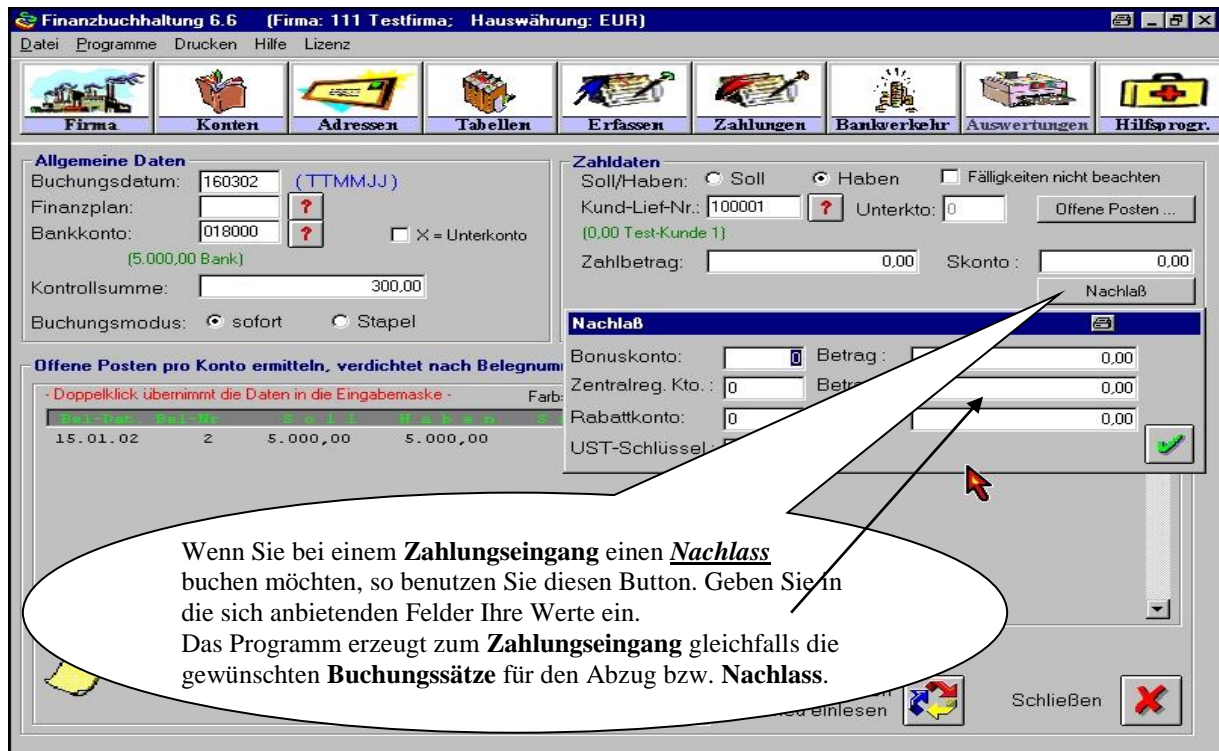 Finanzbuchhaltung 6.6 (Firma: 111 Testfirma; Hauswährung: EUR)
Datei Programme Drucken Hilfe Lizenz
Firma Konten Adressen Tabellen Erfassen Zahlungen Bankverkehr Auswertungen Hilfsprogr.
Allgemeine Daten
Buchungsdatum: 160302 (TTMMJJ)
Finanzplan: ?
Bankkonto: 018000 ? X = Unterkonto
(5.000,00 Bank)
Kontrollsumme: 300,00
Buchungsmodus: sofort Stapel
Zahldaten
Soll/Haben: Soll Haben Fälligkeiten nicht beachten
Kund-Lief-Nr.: 100001 ? Unterkto: 0 Offene Posten ...
(0,00 Test-Kunde 1)
Zahlbetrag: 0,00 Skonto : 0,00
Nachlaß
Nachlaß
Bonuskonto: 0 Betrag : 0,00
Zentralreg. Kto. : 0 0,00
Rabattkonto: 0 0,00
UST-Schlüssel
Offene Posten pro Konto ermitteln, verdichtet nach
- Doppelklick übernimmt die Daten in die Eingabemaske -
Bel-Dat. Bel-Nr Soll Haben
15.01.02 2 5.000,00 5.000,00
Wenn Sie bei einem Zahlungseingang einen Nachlass
buchen möchten, so benutzen Sie diesen Button. Geben Sie in
die sich anbietenden Felder Ihre Werte ein.
Das Programm erzeugt zum Zahlungseingang gleichfalls die
gewünschten Buchungssätze für den Abzug bzw. Nachlass.
einlesen
Schließen